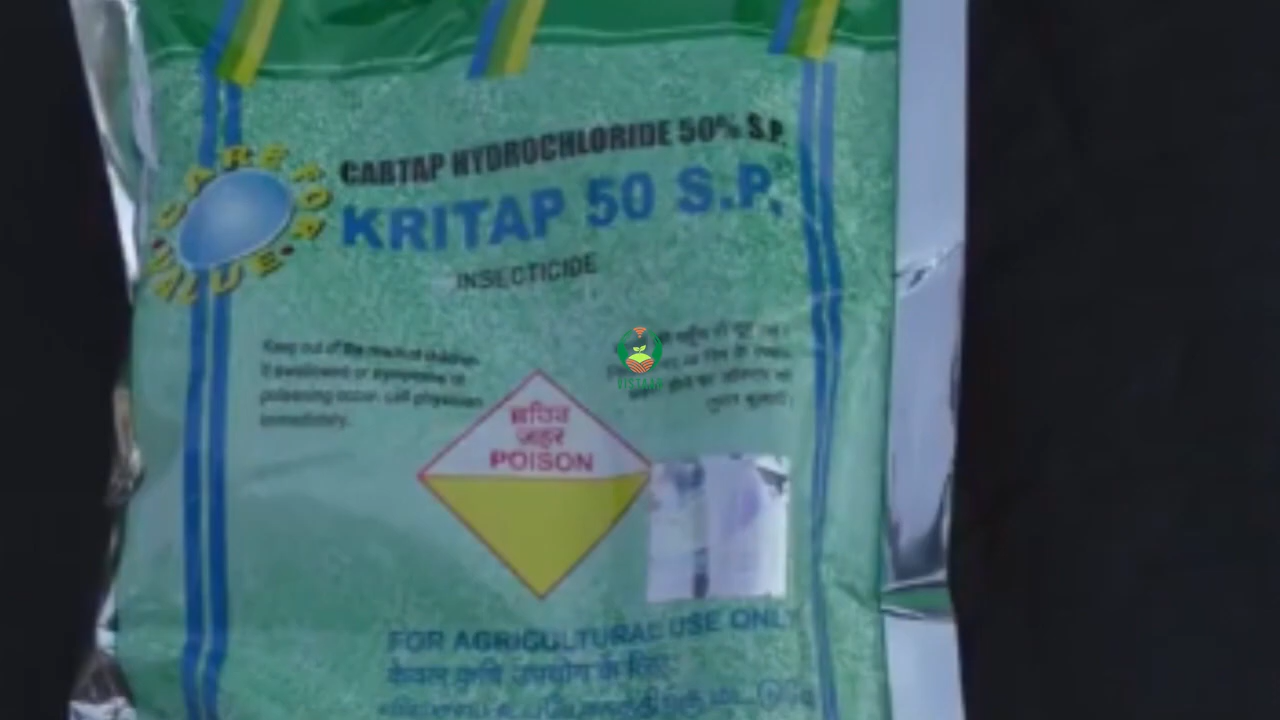 CARE FOR VALUE
CARTAP HYDROCHLORIDE 50% S.P.
KRITAP 50 S.P.
INSECTICIDE
Keep out of the reach of children.
If swallowed or symptoms of
poisoning occur, call physician
immediately.
VISTAAR
जहर
POISON
FOR AGRICULTURAL USE ONLY
केवल कृषि उपयोग के लिए